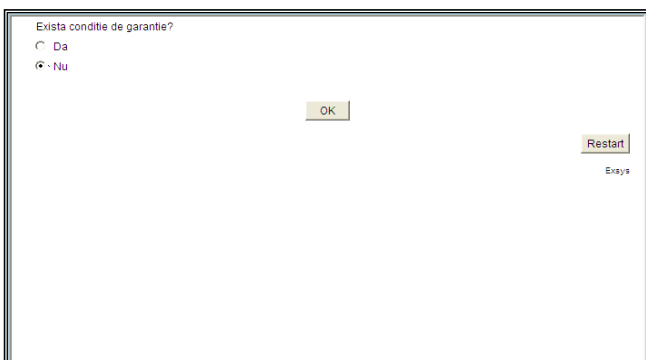 Exista conditie de garantie?
Da
Nu
OK
Restart
Exsys